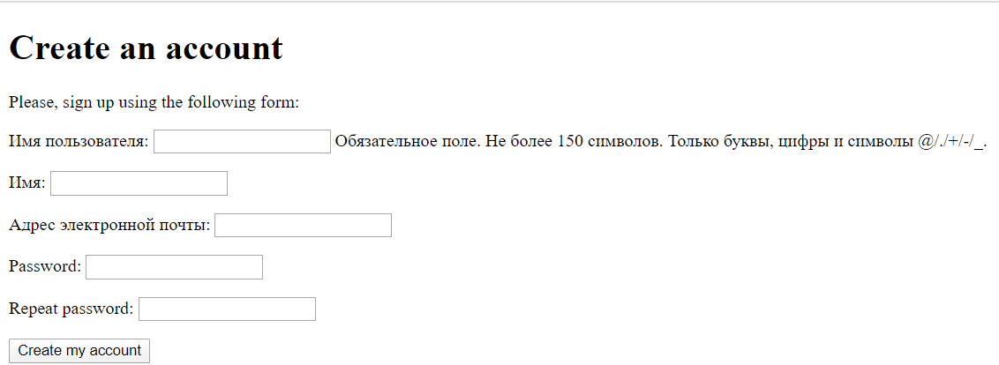 Create an account
Please, sign up using the following form:
Имя пользователя: Обязательное поле. Не более 150 символов. Только буквы, цифры и символы @/./+/-/_.
Имя:
Адрес электронной почты:
Password:
Repeat password:
Create my account